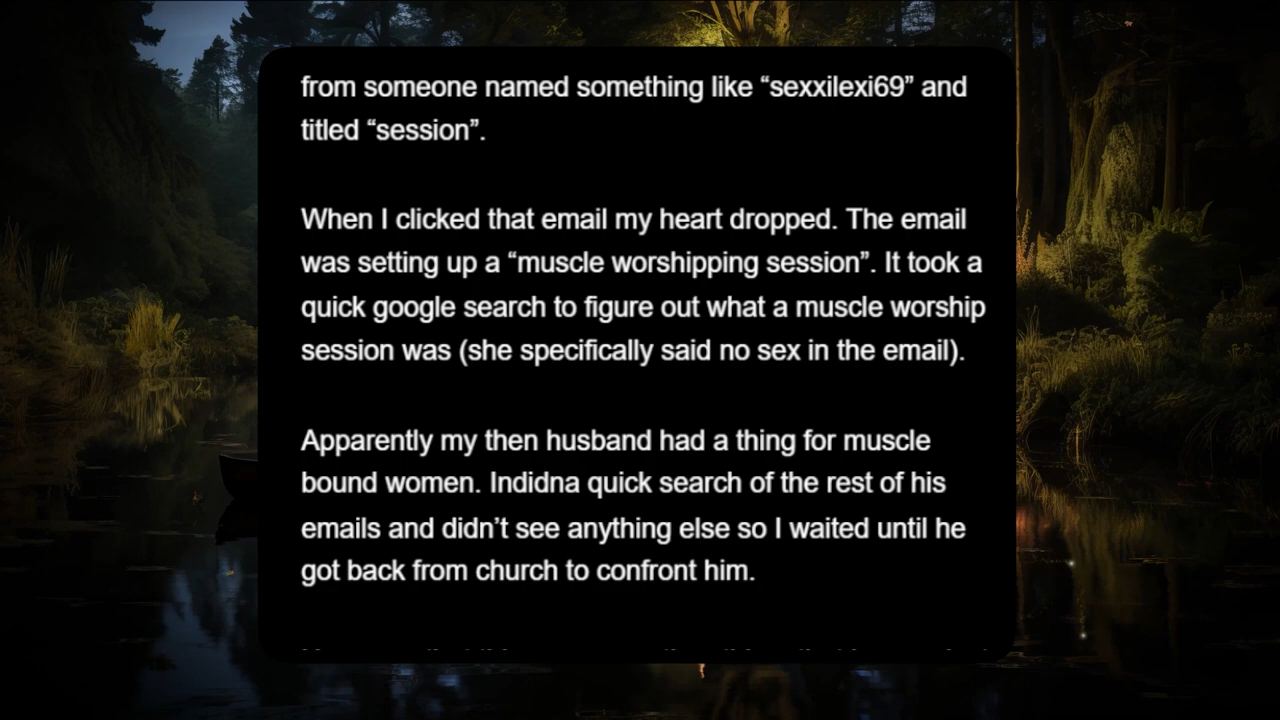 from someone named something like “sexxilexi69” and
titled “session”.
When I clicked that email my heart dropped. The email
was setting up a “muscle worshipping session”. It took a
quick google search to figure out what a muscle worship
session was (she specifically said no sex in the email).
Apparently my then husband had a thing for muscle
bound women. Indidna quick search of the rest of his
emails and didn’t see anything else so I waited until he
got back from church to confront him.